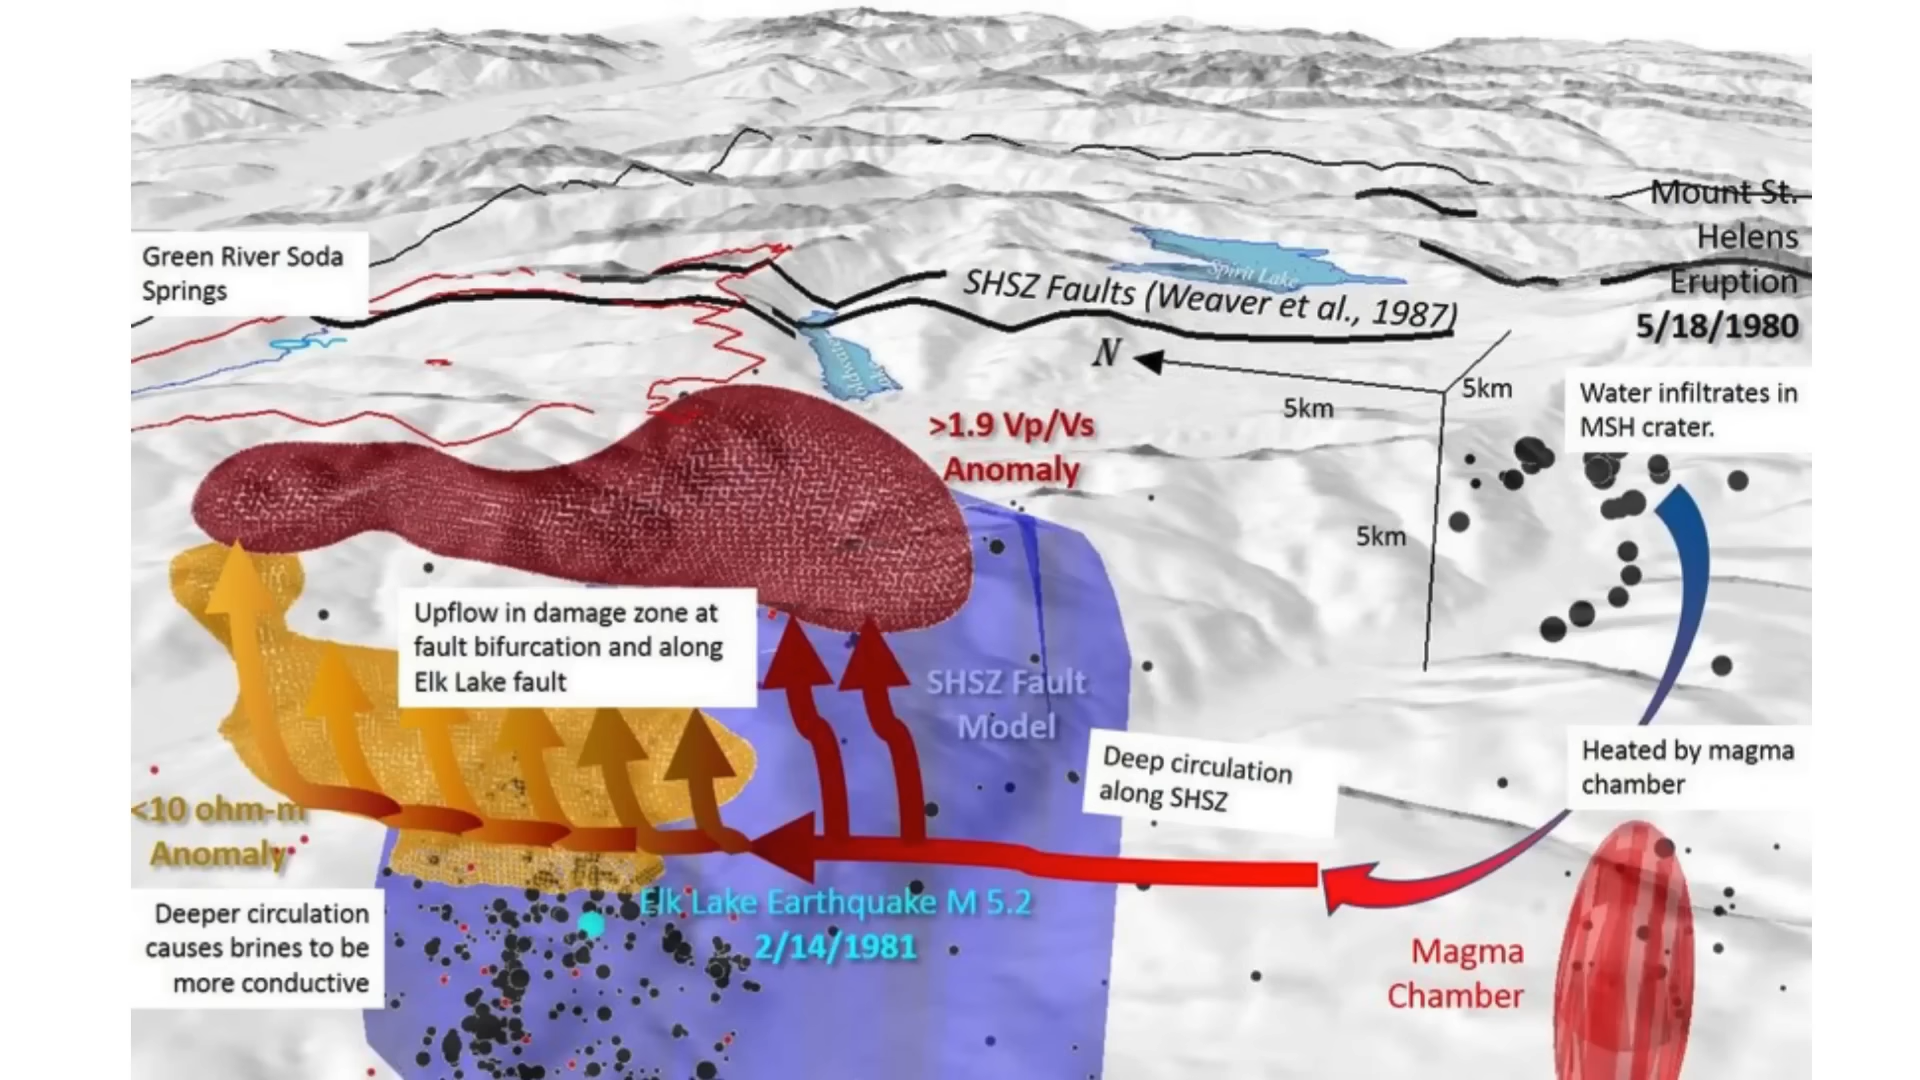 Mount St.
Helens
Eruption
5/18/1980
Green River Soda
Springs
Spirit Lake
SHSZ Faults (Weaver et al., 1987)
N
5km
5km
5km
Water infiltrates in
MSH crater.
>1.9 Vp/Vs
Anomaly
Upflow in damage zone at
fault bifurcation and along
Elk Lake fault
SHSZ Fault
Model
Deep circulation
along SHSZ
Heated by magma
chamber
<10 ohm-m
Anomaly
Elk Lake Earthquake M 5.2
2/14/1981
Deeper circulation
causes brines to be
more conductive
Magma
Chamber